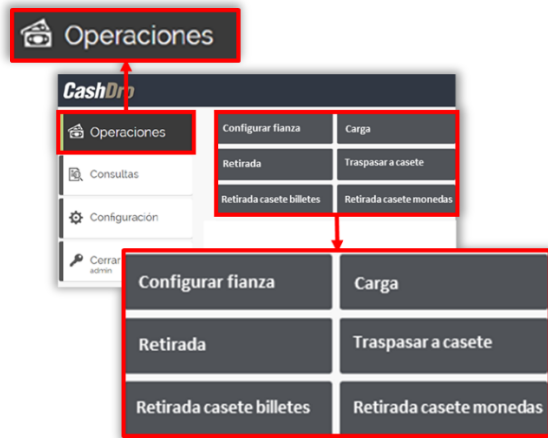 Operaciones
CashDro
Operaciones
Configurar fianza
Carga
Consultas
Retirada
Traspasar a casete
Configuración
Retirada casete billetes
Retirada casete monedas
Cerrar
admin
Configurar fianza
Carga
Retirada
Traspasar a casete
Retirada casete billetes
Retirada casete monedas